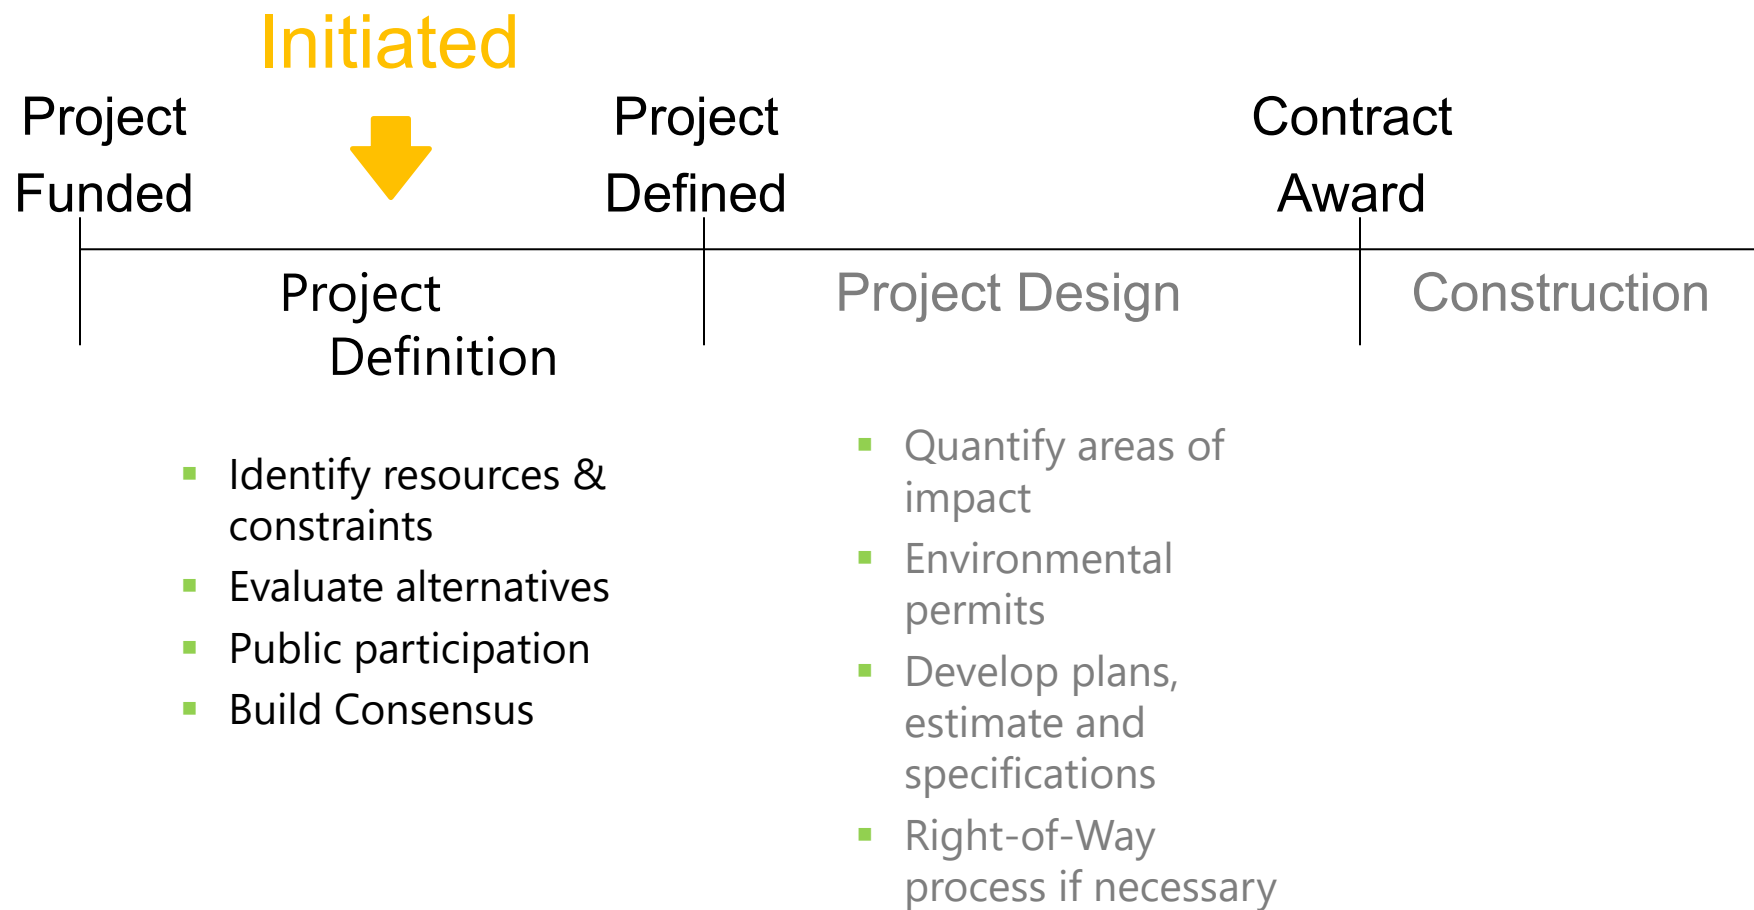 Initiated
Project
Funded
Project
Defined
Contract
Award
Project
Definition
Project Design
Construction
▪ Identify resources &
constraints
▪ Evaluate alternatives
▪ Public participation
▪ Build Consensus
▪ Quantify areas of
impact
▪ Environmental
permits
▪ Develop plans,
estimate and
specifications
▪ Right-of-Way
process if necessary